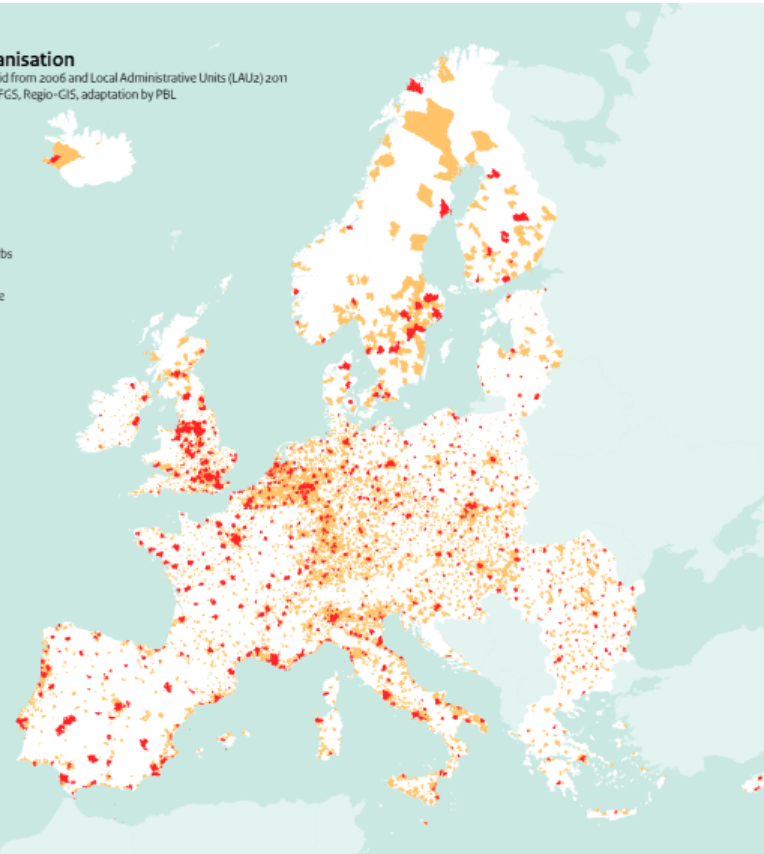 anisation
id from 2006 and Local Administrative Units (LAU2) 2011
FGS, Regio-GIS, adaptation by PBL
bs
e